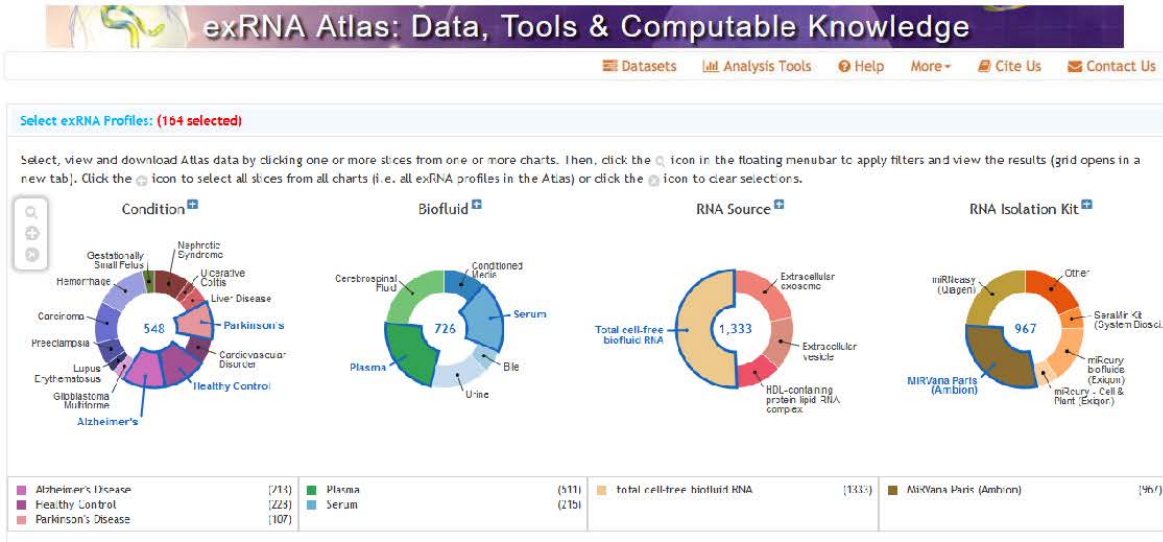 exRNA Atlas: Data, Tools & Computable Knowledge
Datasets Analysis Tools Help More Cite Us Contact Us
Select exRNA Profiles: (164 selected)
Select, view and download Atlas data by clicking one or more slices from one or more charts. Then, click the icon in the floating menubar to apply filters and view the results (grid opens in a
new tab). Click the icon to select all slices from all charts (i.e. all exRNA profiles in the Atlas) or click the icon to clear selections.
Condition
Nephrotic
Syndrome
Gestationally
Small Fetus
Ulcerative
Colitis
Hemorrhage
Liver Disease
Carcinoma
548
Parkinson's
Preeclampsia
Cardiovascular
Disorder
Lupus
Erythematosus
Healthy Control
Glioblastoma
Multiforme
Alzheimer's
Biofluid
Conditioned
Media
Cerebrospinal
Fluid
Serum
726
Plasma
Bile
Urine
RNA Source
Extracellular
exosome
Total cell-free
biofluid RNA
1,333
Extracellular
vesicle
HDL-containing
protein lipid RNA
complex
RNA Isolation Kit
miRNeasy
(Qiagen)
Other
SeraMir Kit
(System Biosci.
967
miRcury
biofluids
(Exiqon)
MiRVana Paris
(Ambion)
miRcury - Cell &
Plant (Exiqon)
Alzheimer's Disease (213)
Healthy Control (228)
Parkinson's Disease (107)
Plasma (511)
Serum (215)
Total cell-free biofluid RNA (1333)
MiRVana Paris (Ambion) (967)